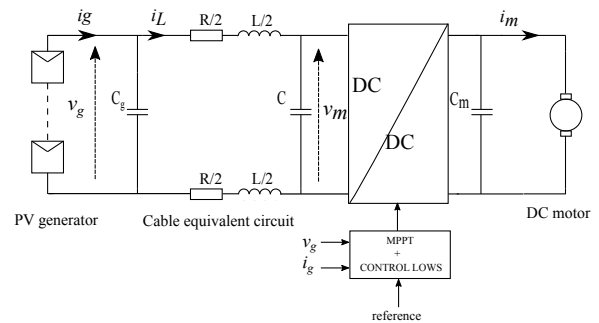 ig
iL
R/2
L/2
im
vg
Cg
C
vm
DC
DC
Cm
R/2
L/2
PV generator
Cable equivalent circuit
DC motor
vg
ig
MPPT
+
CONTROL LOWS
reference